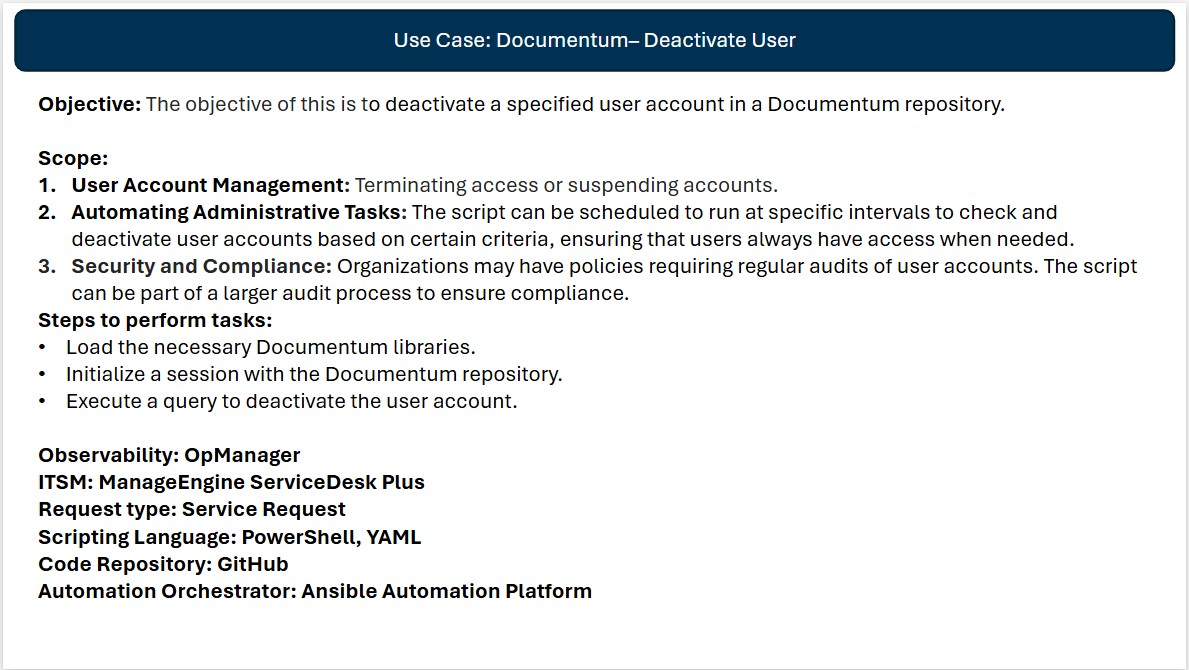 Use Case: Documentum– Deactivate User
Objective: The objective of this is to deactivate a specified user account in a Documentum repository.
Scope:
1. User Account Management: Terminating access or suspending accounts.
2. Automating Administrative Tasks: The script can be scheduled to run at specific intervals to check and
deactivate user accounts based on certain criteria, ensuring that users always have access when needed.
3. Security and Compliance: Organizations may have policies requiring regular audits of user accounts. The script
can be part of a larger audit process to ensure compliance.
Steps to perform tasks:
• Load the necessary Documentum libraries.
• Initialize a session with the Documentum repository.
• Execute a query to deactivate the user account.
Observability: OpManager
ITSM: ManageEngine ServiceDesk Plus
Request type: Service Request
Scripting Language: PowerShell, YAML
Code Repository: GitHub
Automation Orchestrator: Ansible Automation Platform